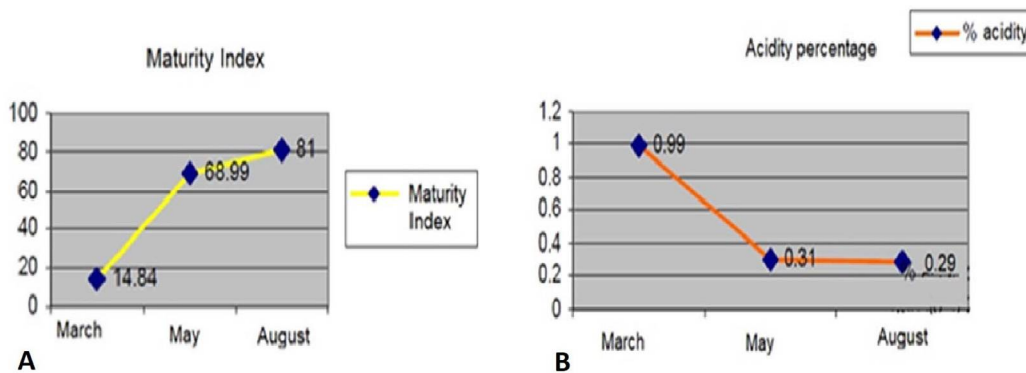 Maturity Index
100
80
60
40
20
0
14.84
68.99
81
March
May
August
Maturity
Index
A
Acidity percentage
% acidity
1.2
1
0.8
0.6
0.4
0.2
0
0.99
0.31
0.29
March
May
August
B